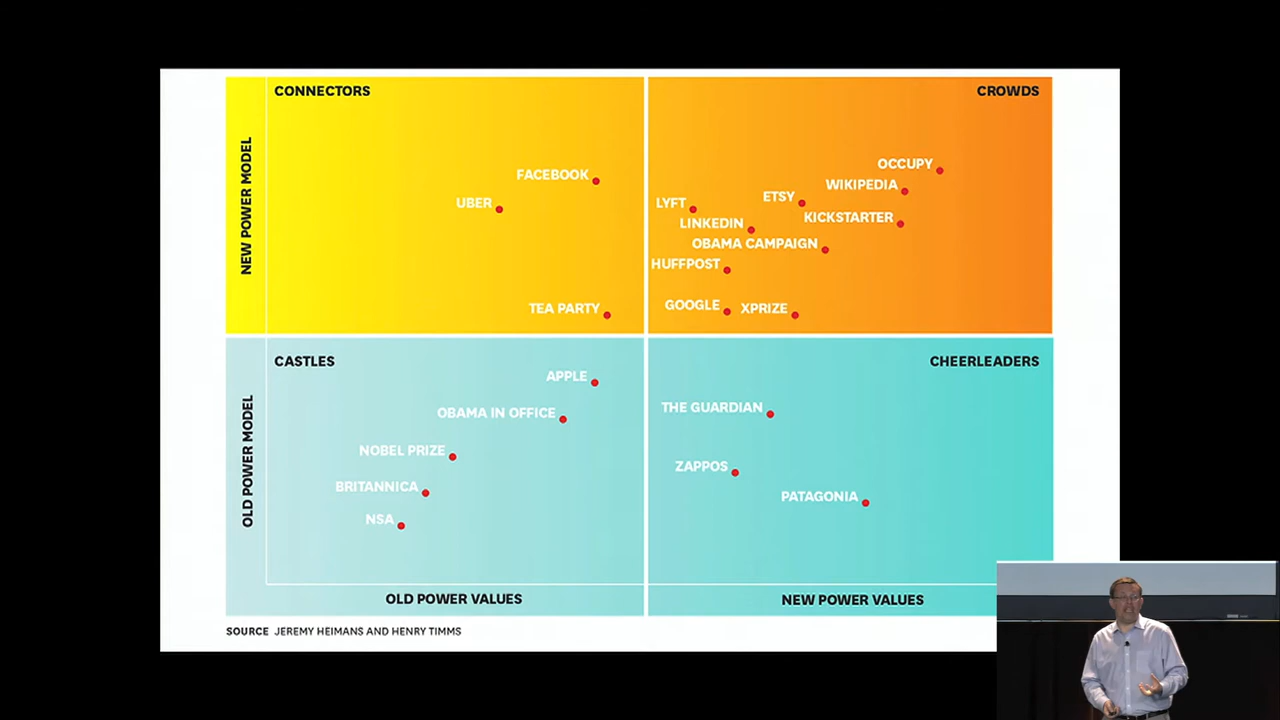 CONNECTORS
CROWDS
NEW POWER MODEL
OCCUPY
FACEBOOK
WIKIPEDIA
UBER
LYFT
ETSY
LINKEDIN
KICKSTARTER
OBAMA CAMPAIGN
HUFFPOST
TEA PARTY
GOOGLE
XPRIZE
CASTLES
CHEERLEADERS
OLD POWER MODEL
APPLE
OBAMA IN OFFICE
THE GUARDIAN
NOBEL PRIZE
ZAPPOS
BRITANNICA
PATAGONIA
NSA
OLD POWER VALUES
NEW POWER VALUES
SOURCE JEREMY HEIMANS AND HENRY TIMMS